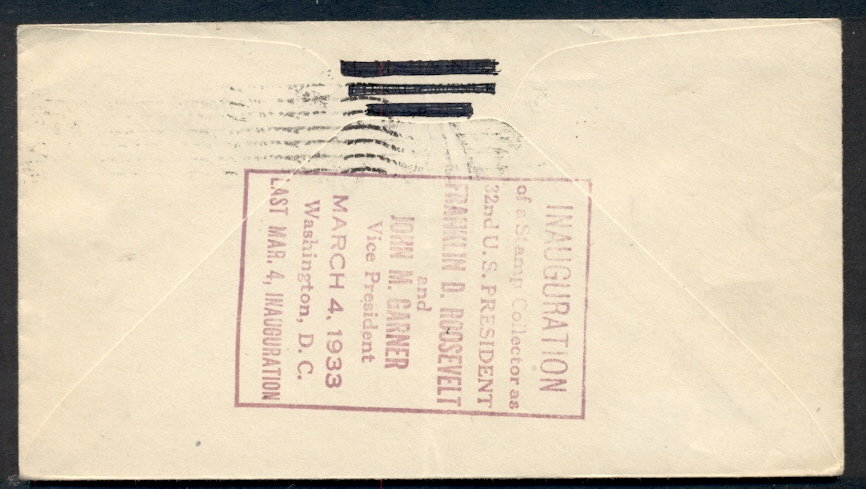 INAUGURATION
of a Stamp Collector as
32nd U.S. PRESIDENT
FRANKLIN D. ROOSEVELT
and
JOHN M. GARNER
Vice President
MARCH 4, 1933
Washington, D. C.
LAST MAR. 4, INAUGURATION